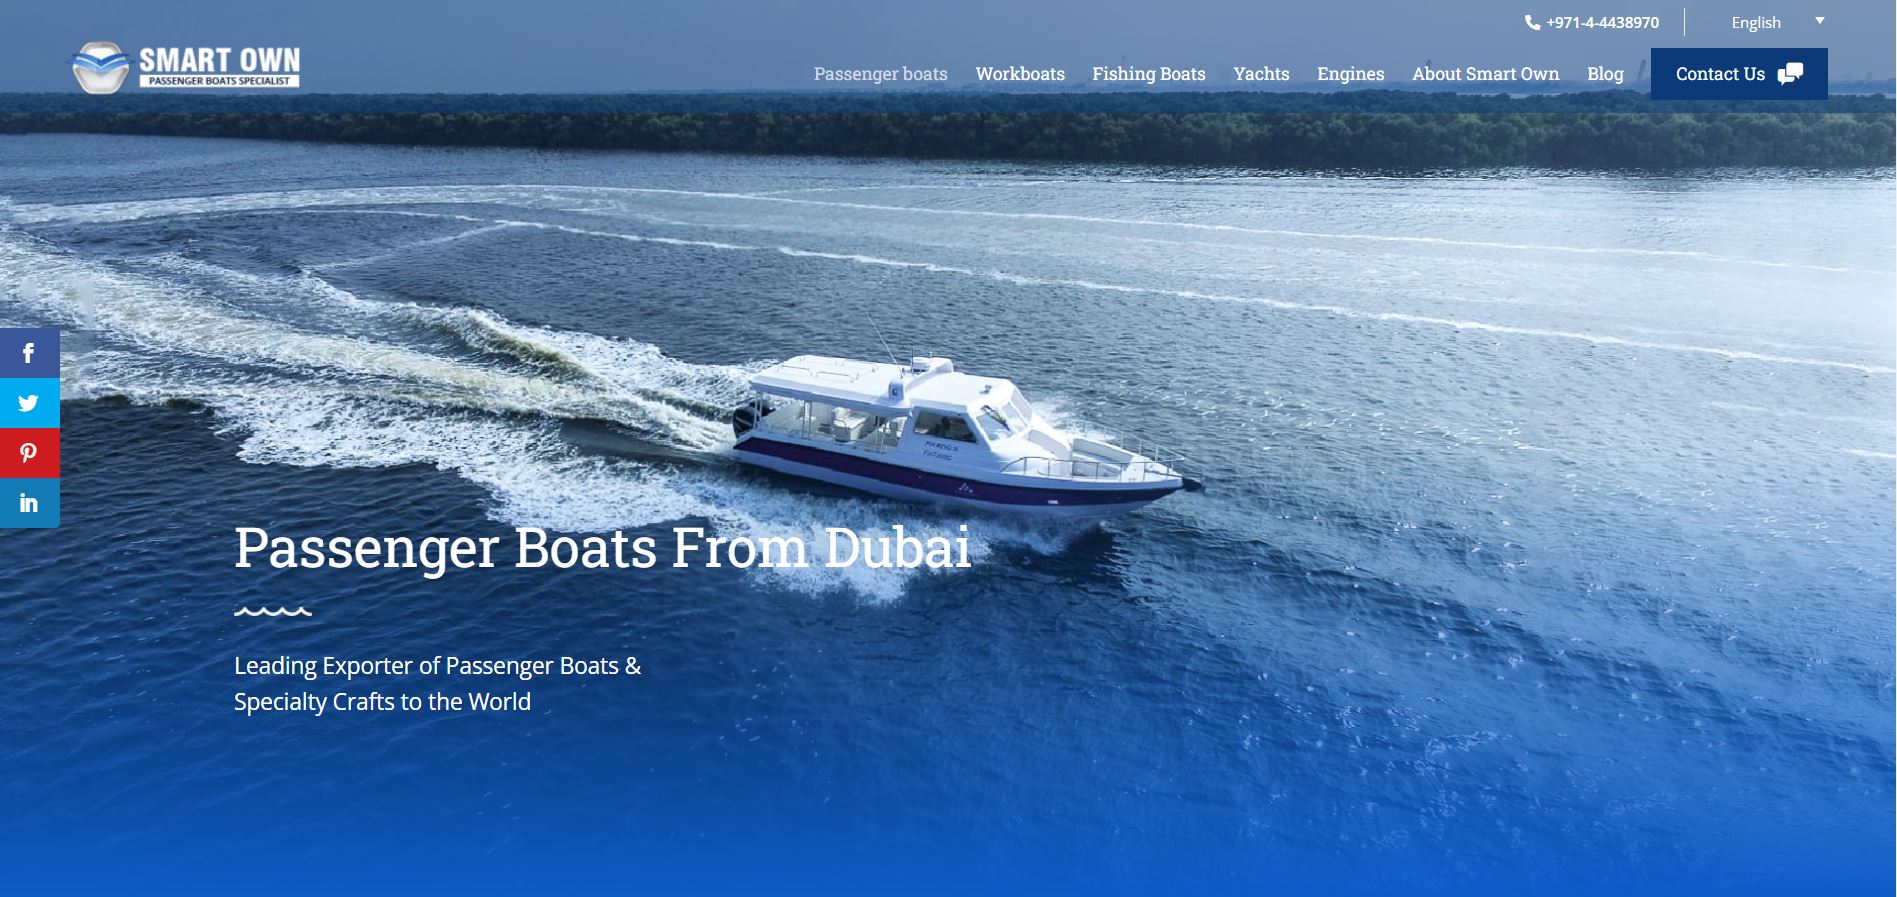 +971-4-4438970
English
SMART OWN
PASSENGER BOATS SPECIALIST
Passenger boats
Workboats
Fishing Boats
Yachts
Engines
About Smart Own
Blog
Contact Us
Passenger Boats From Dubai
Leading Exporter of Passenger Boats &
Specialty Crafts to the World